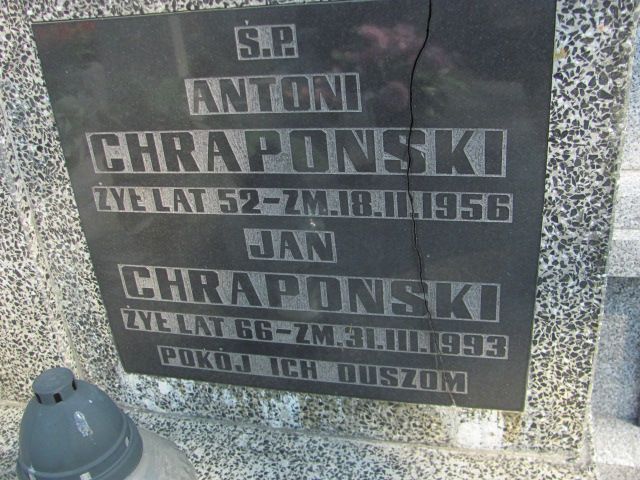 Ś.P.
ANTONI
CHRAPONSKI
ŻYŁ LAT 52-ZM.18.II.1956
JAN
CHRAPONSKI
ŻYŁ LAT 66-ZM.31.III.1993
POKÓJ ICH DUSZOM